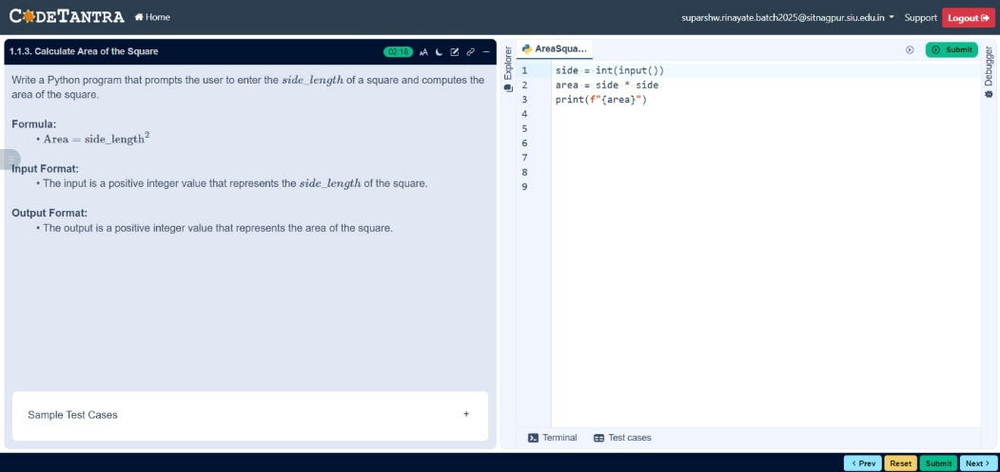 CODETANTRA Home suparshw.rinayate.batch2025@sitnagpur.siu.edu.in Support Logout
1.1.3. Calculate Area of the Square 02:18 AA
Write a Python program that prompts the user to enter the side_length of a square and computes the
area of the square.
Formula:
• Area = side_length²
Input Format:
• The input is a positive integer value that represents the side_length of the square.
Output Format:
• The output is a positive integer value that represents the area of the square.
Sample Test Cases +
Explorer
AreaSqua...
Submit
1 side = int(input())
2 area = side * side
3 print(f"{area}")
4
5
6
7
8
9
Debugger
Terminal Test cases
< Prev Reset Submit Next >